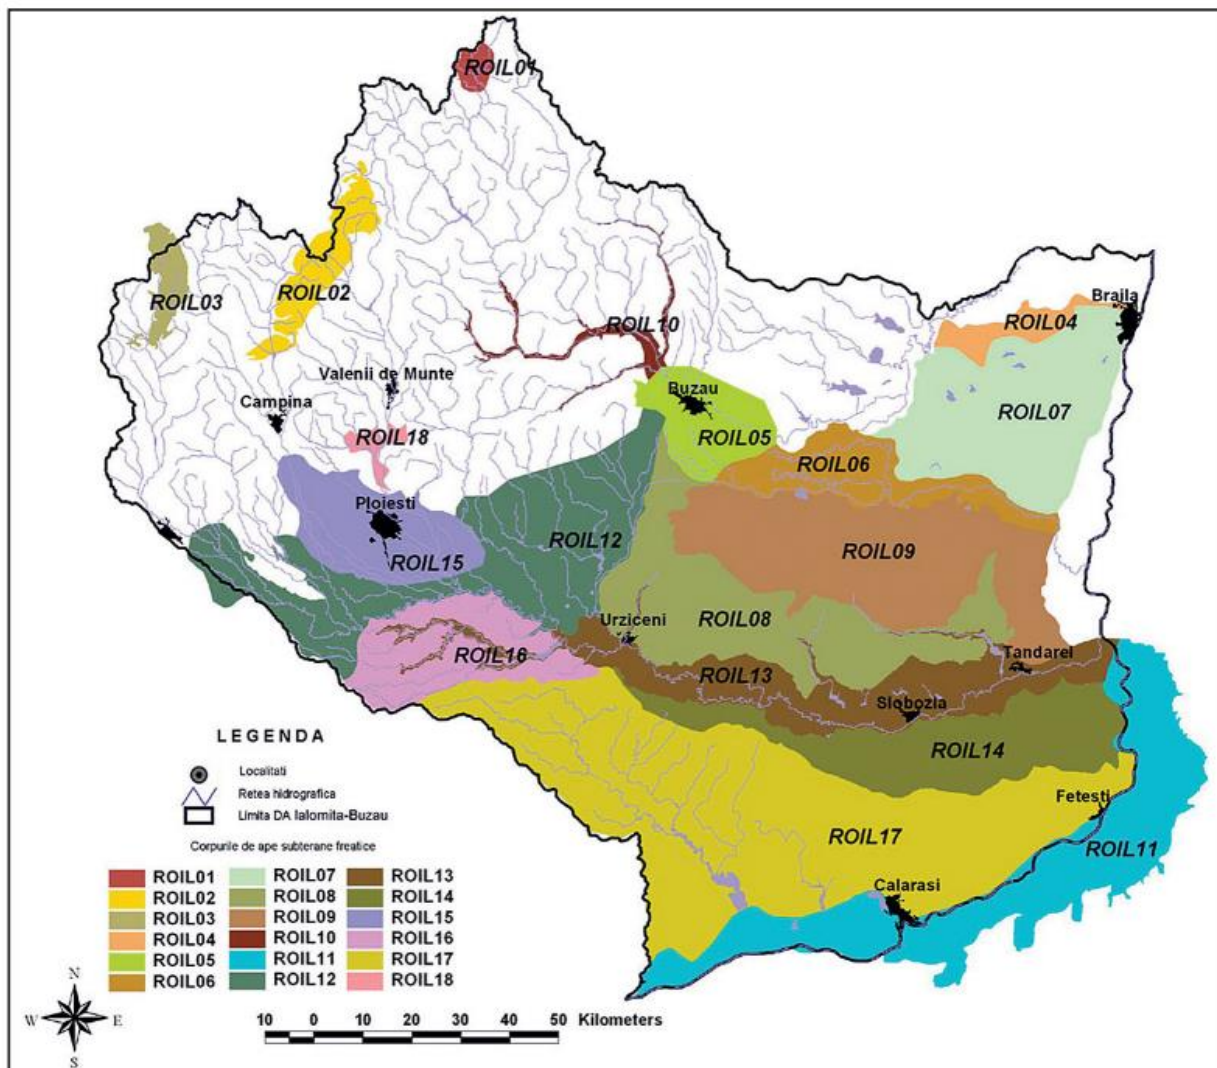 ROIL01
ROIL03
ROIL02
ROIL10
Braila
ROIL04
Valenii de Munte
Campina
Buzau
ROIL07
ROIL18
ROIL05
ROIL06
Ploiesti
ROIL12
ROIL09
ROIL15
Urziceni
ROIL08
ROIL16
Tandarei
ROIL13
Slobozia
ROIL14
Fetesti
ROIL17
ROIL11
Calarasi
LEGENDA
Localitati
Retea hidrografica
Limita DA Ialomita-Buzau
Corpurile de ape subterane freatice
ROIL01 ROIL07 ROIL13
ROIL02 ROIL08 ROIL14
ROIL03 ROIL09 ROIL15
ROIL04 ROIL10 ROIL16
ROIL05 ROIL11 ROIL17
ROIL06 ROIL12 ROIL18
N
W E
S
10 0 10 20 30 40 50 Kilometers